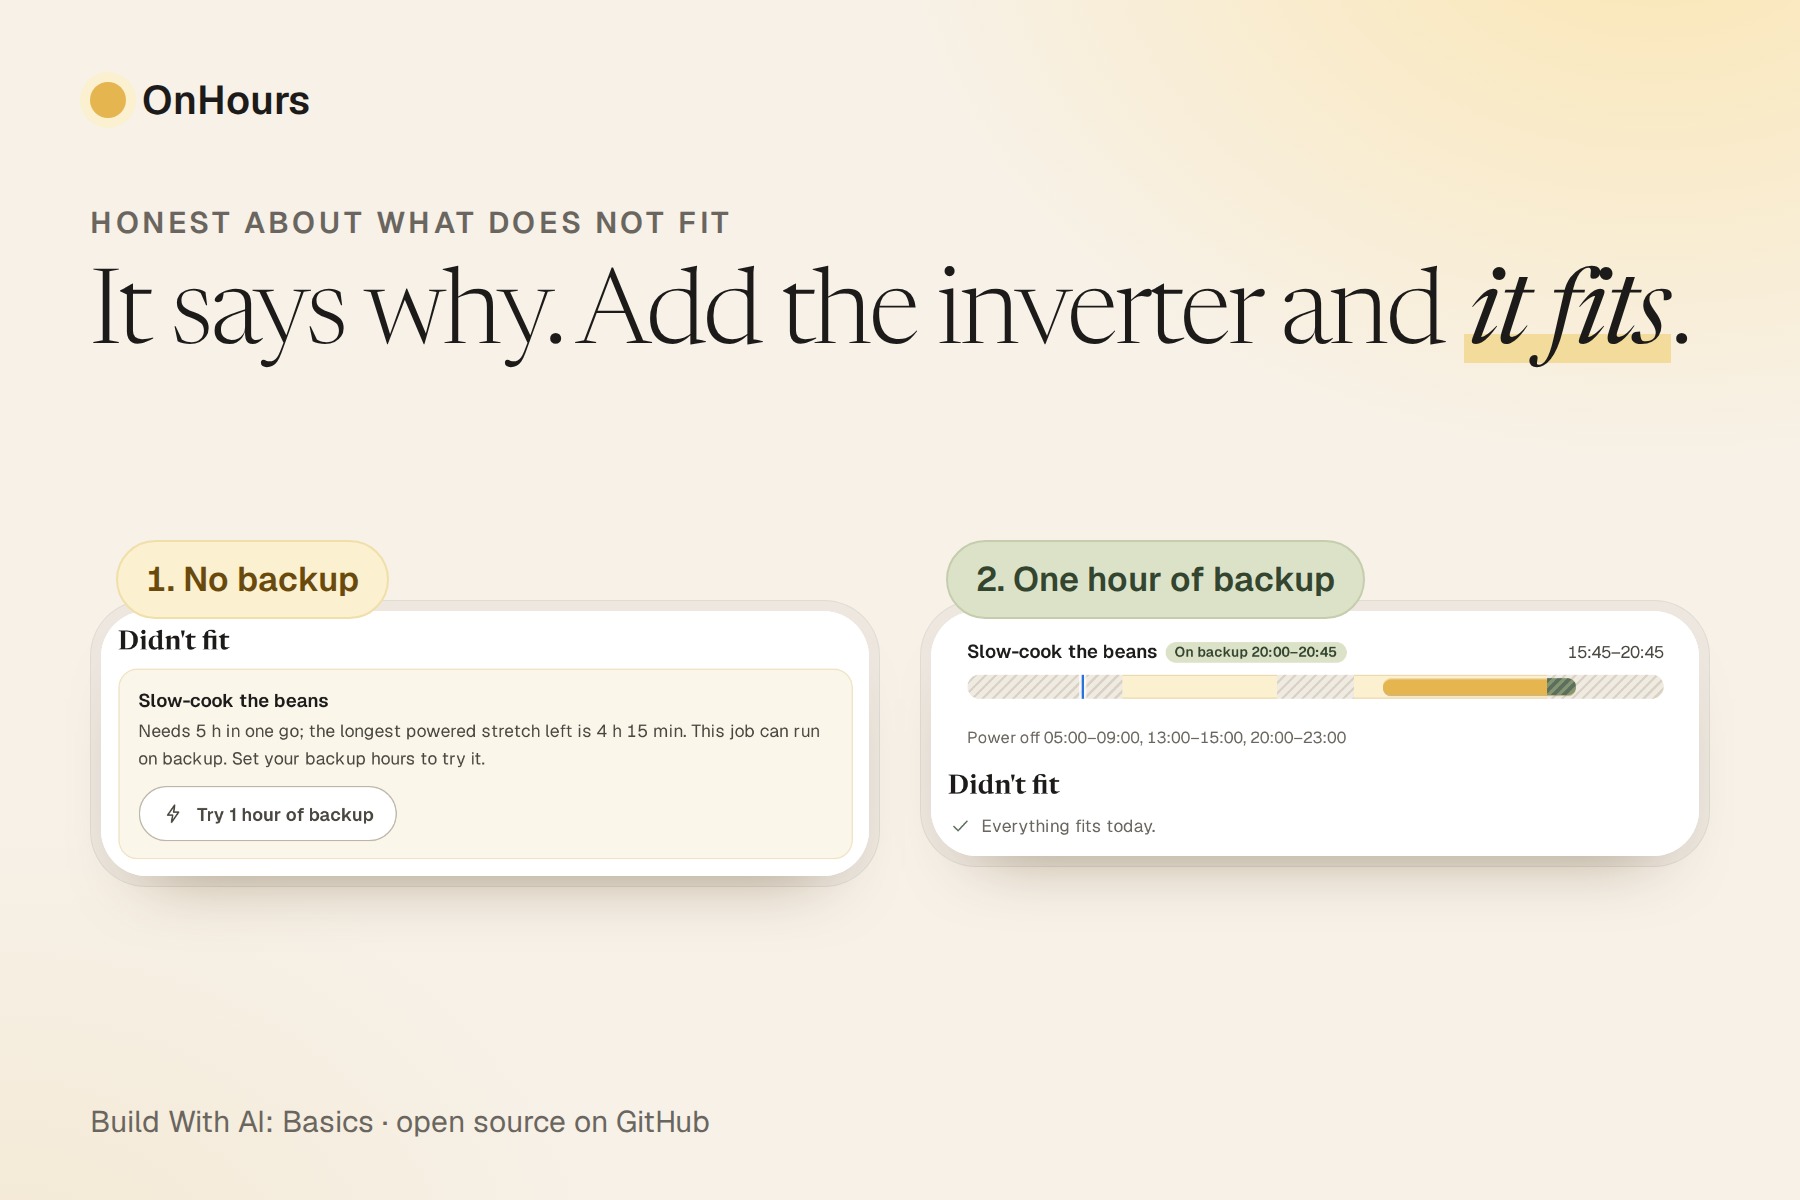 OnHours
HONEST ABOUT WHAT DOES NOT FIT
It says why. Add the inverter and it fits.
1. No backup
Didn't fit
Slow-cook the beans
Needs 5 h in one go; the longest powered stretch left is 4 h 15 min. This job can run
on backup. Set your backup hours to try it.
Try 1 hour of backup
2. One hour of backup
Slow-cook the beans On backup 20:00–20:45 15:45–20:45
Power off 05:00–09:00, 13:00–15:00, 20:00–23:00
Didn't fit
Everything fits today.
Build With AI: Basics · open source on GitHub